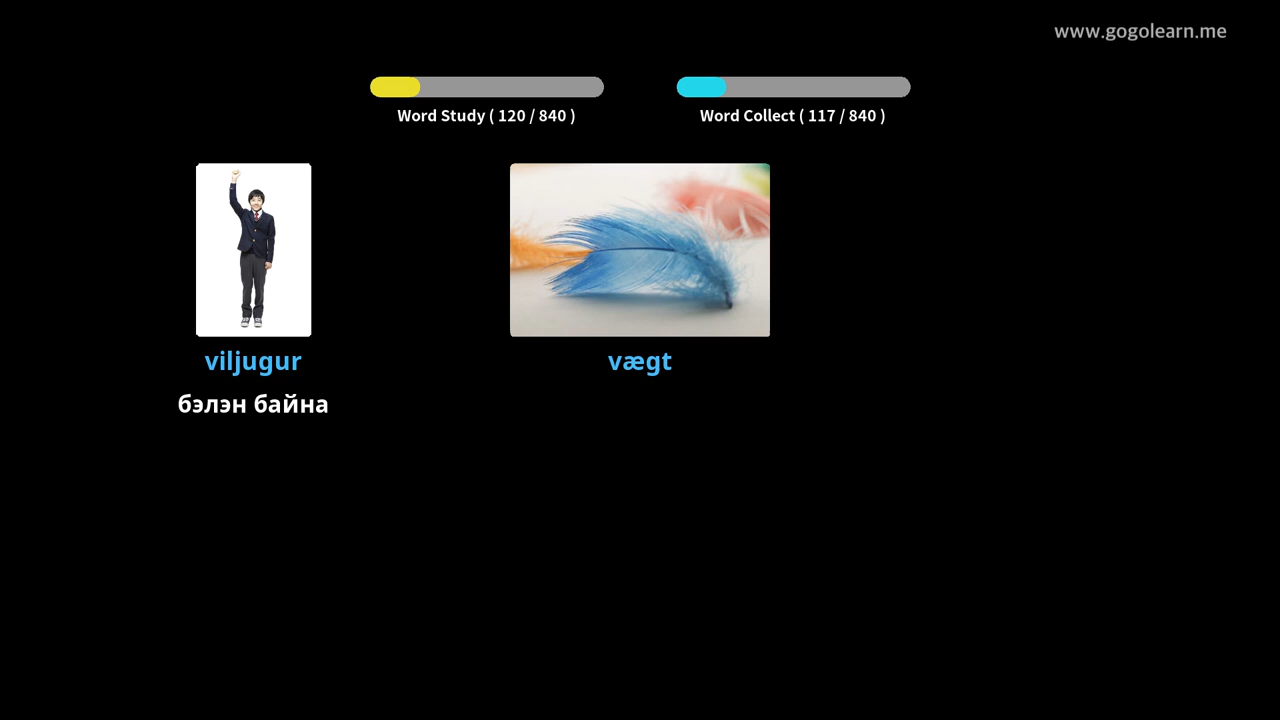 www.gogolearn.me
Word Study ( 120 / 840 )
Word Collect ( 117 / 840 )
viljugur
бэлэн байна
vægt